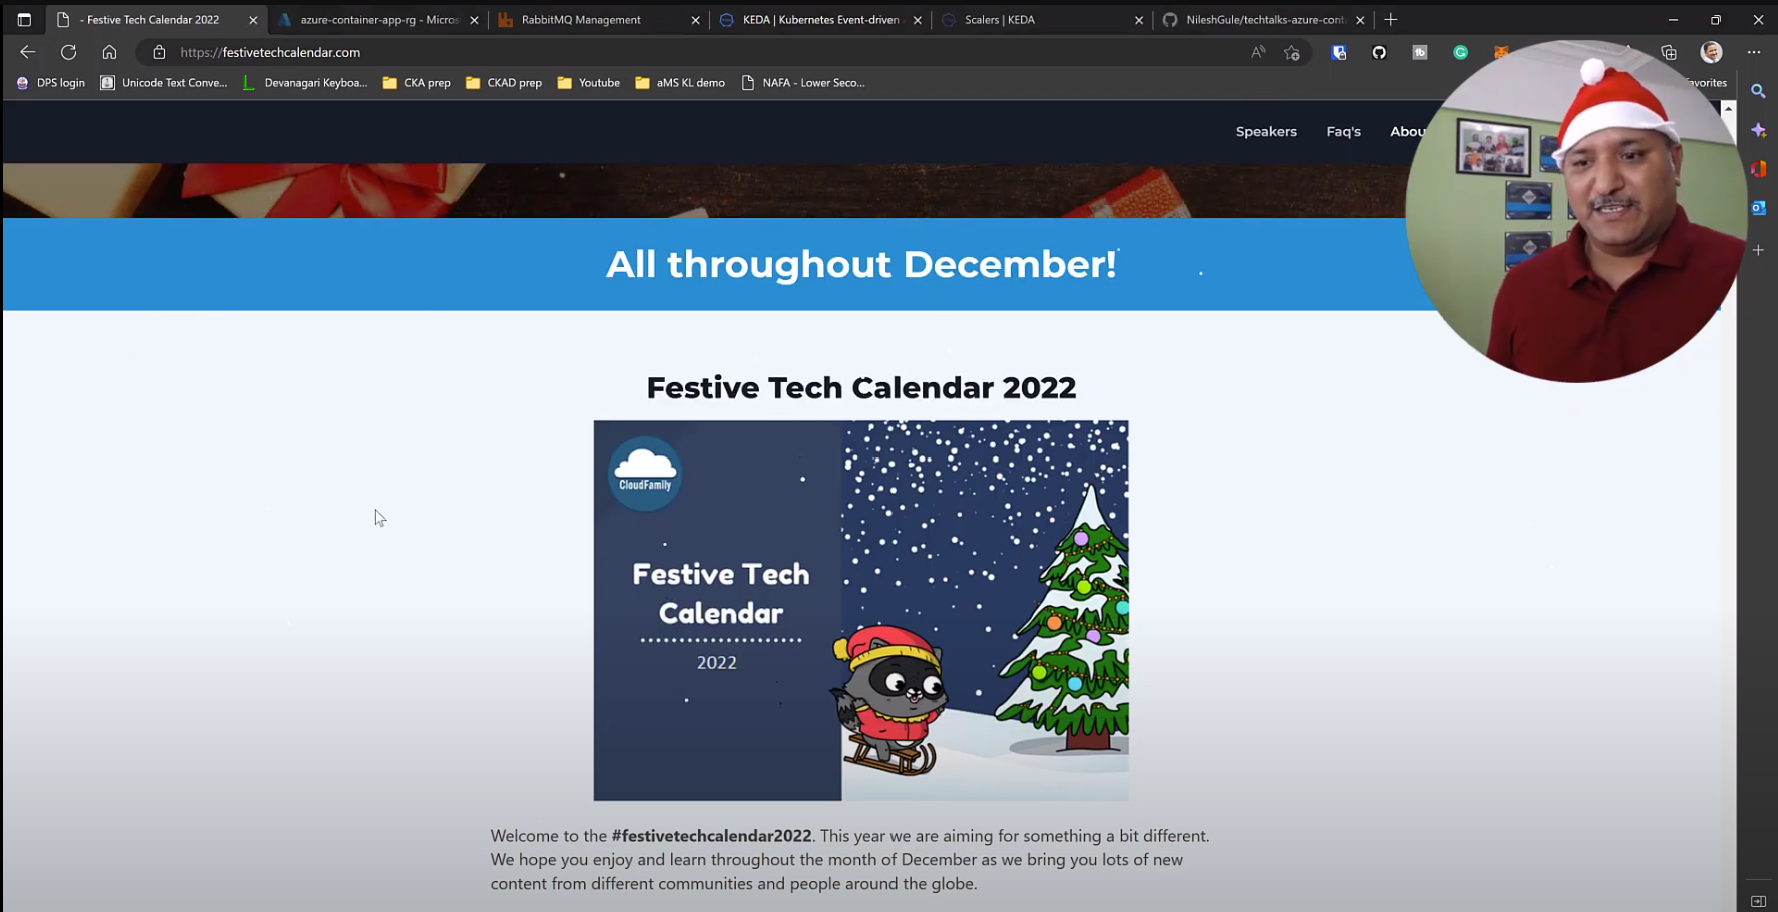 - Festive Tech Calendar 2022
azure-container-app-rg - Micros
RabbitMQ Management
KEDA | Kubernetes Event-driven
Scalers | KEDA
NileshGule/techtalks-azure-cont
https://festivetechcalendar.com
DPS login
Unicode Text Conve...
Devanagari Keyboa...
CKA prep
CKAD prep
Youtube
aMS KL demo
NAFA - Lower Seco...
avorites
Speakers
Faq's
Abou
All throughout December!
Festive Tech Calendar 2022
CloudFamily
Festive Tech
Calendar
2022
Welcome to the #festivetechcalendar2022. This year we are aiming for something a bit different.
We hope you enjoy and learn throughout the month of December as we bring you lots of new
content from different communities and people around the globe.